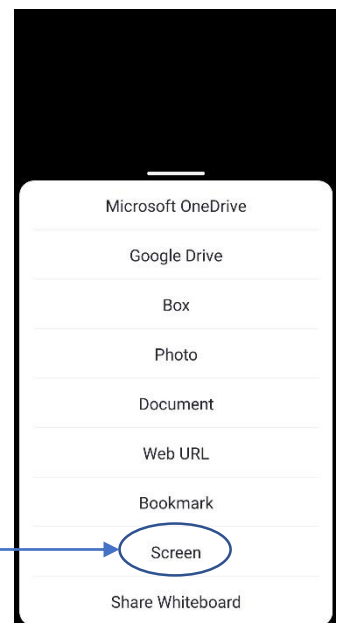 Microsoft OneDrive
Google Drive
Box
Photo
Document
Web URL
Bookmark
Screen
Share Whiteboard